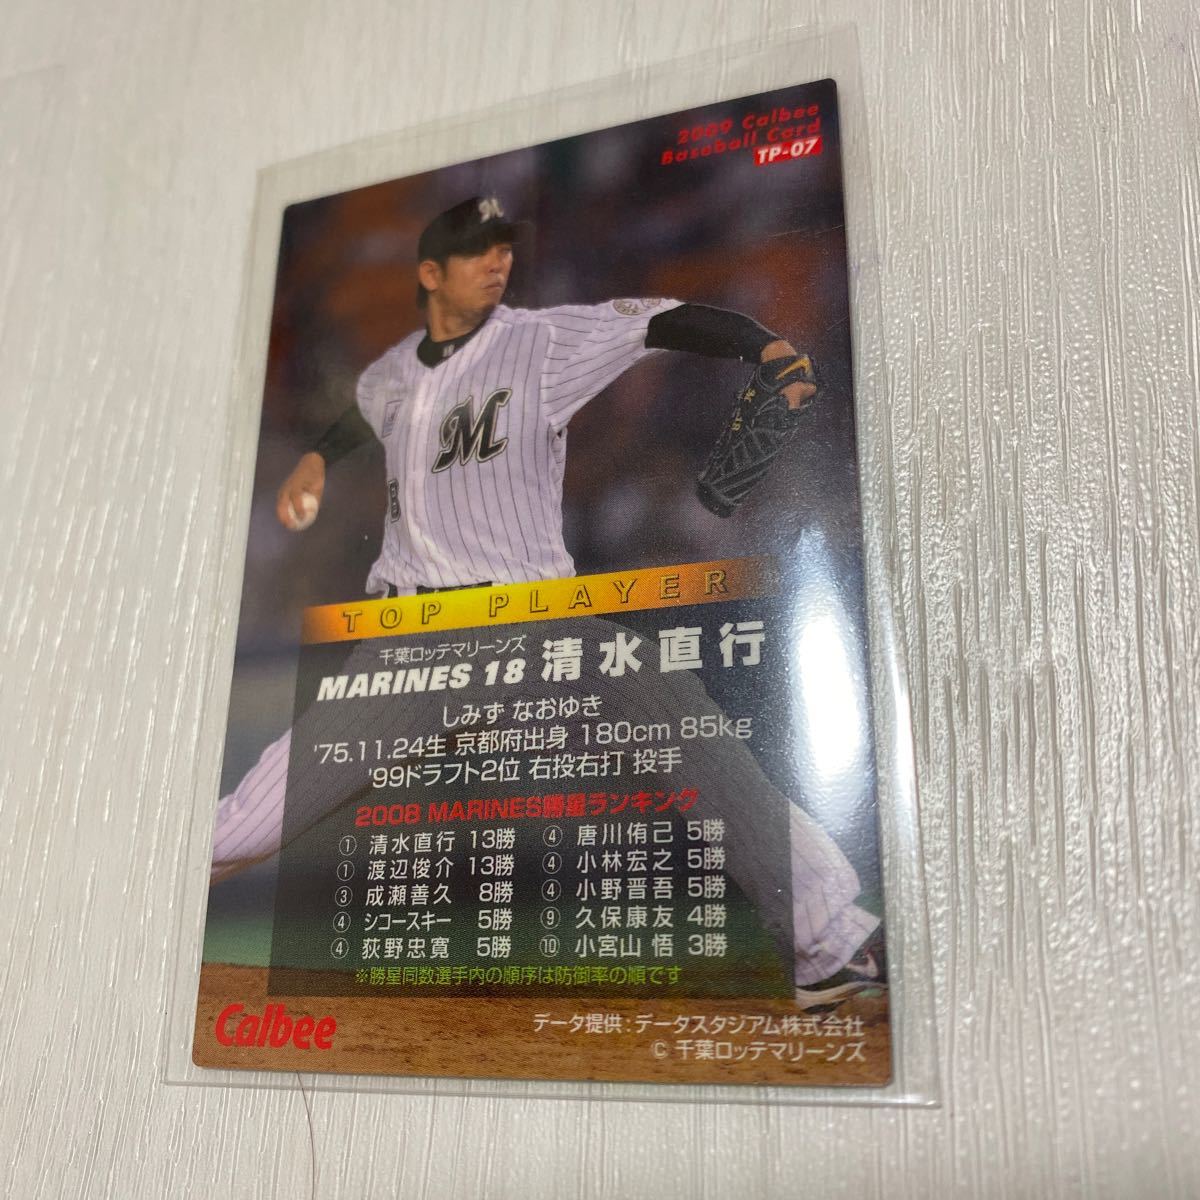 2009 Calbee
Baseball Card
TP-07
M
M
18
TOP PLAYER
千葉ロッテマリーンズ
MARINES 18 清水直行
しみず なおゆき
'75.11.24生 京都府出身 180cm 85kg
'99ドラフト2位 右投右打 投手
2008 MARINES勝星ランキング
① 清水直行 13勝 ④ 唐川侑己 5勝
① 渡辺俊介 13勝 ④ 小林宏之 5勝
③ 成瀬善久 8勝 ④ 小野晋吾 5勝
④ シコースキー 5勝 ⑨ 久保康友 4勝
④ 荻野忠寛 5勝 ⑩ 小宮山 悟 3勝
※勝星同数選手内の順序は防御率の順です
Calbee
データ提供:データスタジアム株式会社
© 千葉ロッテマリーンズ